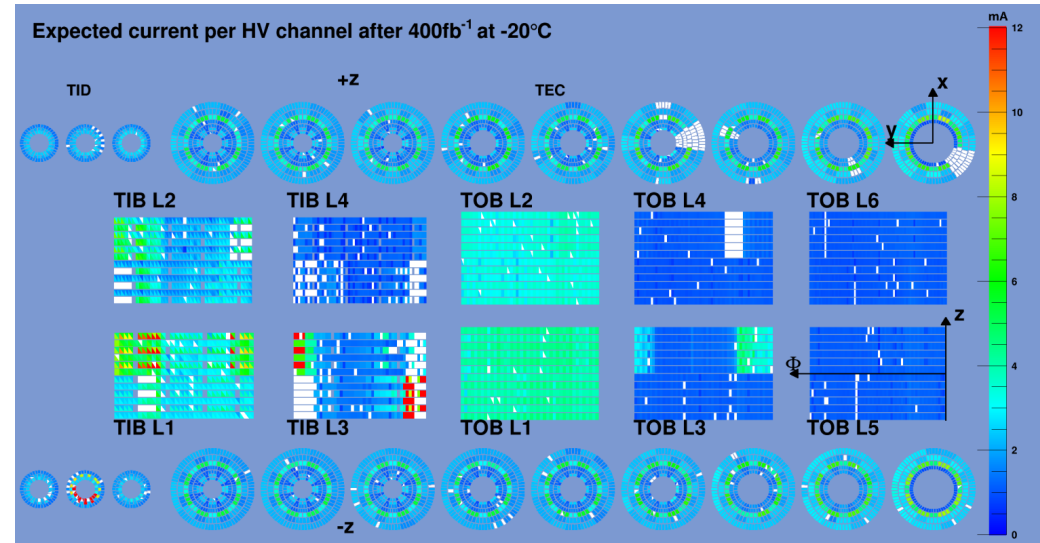 Expected current per HV channel after 400fb⁻¹ at -20°C
mA
12
+z
TID
TEC
x
y
10
TIB L2
TIB L4
TOB L2
TOB L4
TOB L6
8
6
z
Φ
4
TIB L1
TIB L3
TOB L1
TOB L3
TOB L5
2
-z
0